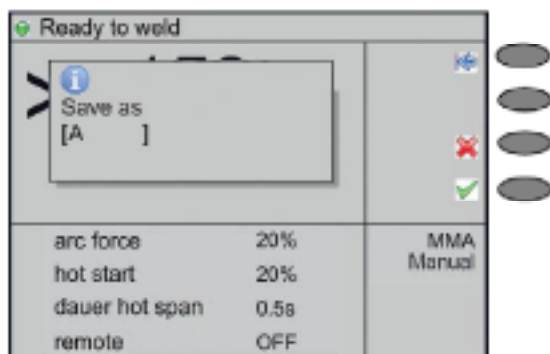 Ready to weld
Save as
[A ]
arc force 20%
hot start 20%
dauer hot span 0.5s
remote OFF
MMA
Manual